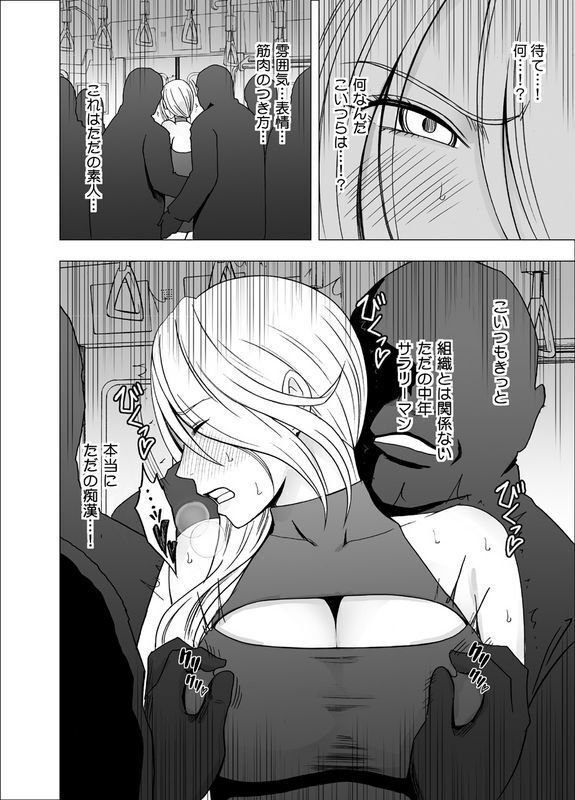 待て…!
何…!?
何なんだ
こいつらは…!?
雰囲気…表情…
筋肉のつき方…
これはただの素人…
こいつもきっと
組織とは関係ない
ただの中年
サラリーマン
びくっ
びくっ
びくっ
びくっ
本当に
ただの痴漢…!